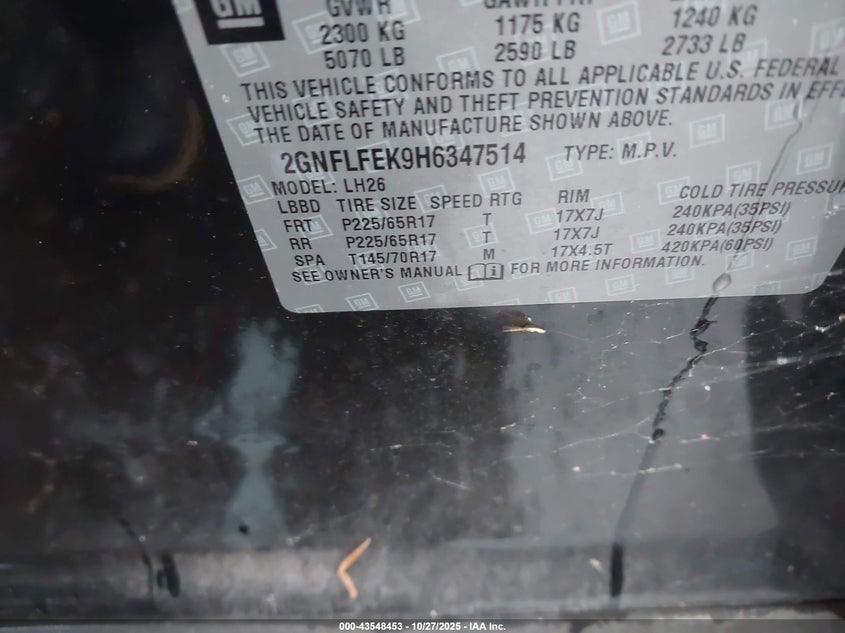 GM
GVWR
2300 KG 1175 KG 1240 KG
5070 LB 2590 LB 2733 LB
THIS VEHICLE CONFORMS TO ALL APPLICABLE U.S. FEDERAL
VEHICLE SAFETY AND THEFT PREVENTION STANDARDS IN EFF
THE DATE OF MANUFACTURE SHOWN ABOVE.
2GNFLFEK9H6347514 TYPE: M.P.V.
MODEL: LH26
LBBD TIRE SIZE SPEED RTG RIM COLD TIRE PRESSUR
FRT P225/65R17 T 17X7J 240KPA(35PSI)
RR P225/65R17 T 17X7J 240KPA(35PSI)
SPA T145/70R17 M 17X4.5T 420KPA(60PSI)
SEE OWNER'S MANUAL FOR MORE INFORMATION.
000-43548453 - 10/27/2025 - IAA Inc.